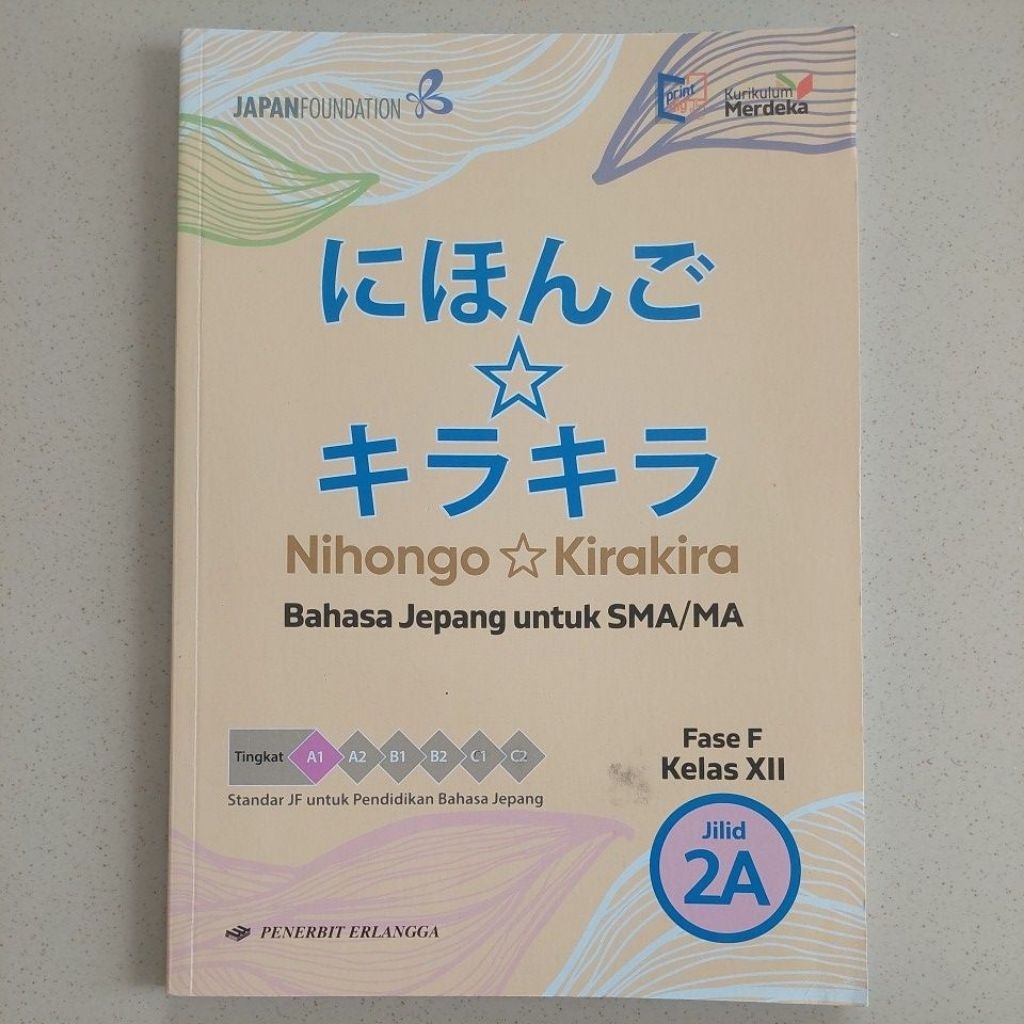 JAPANFOUNDATION
print
Kurikulum
Merdeka
にほんご
☆
キラキラ
Nihongo☆Kirakira
Bahasa Jepang untuk SMA/MA
Tingkat A1 A2 B1 B2 C1 C2
Standar JF untuk Pendidikan Bahasa Jepang
Fase F
Kelas XII
Jilid
2A
PENERBIT ERLANGGA